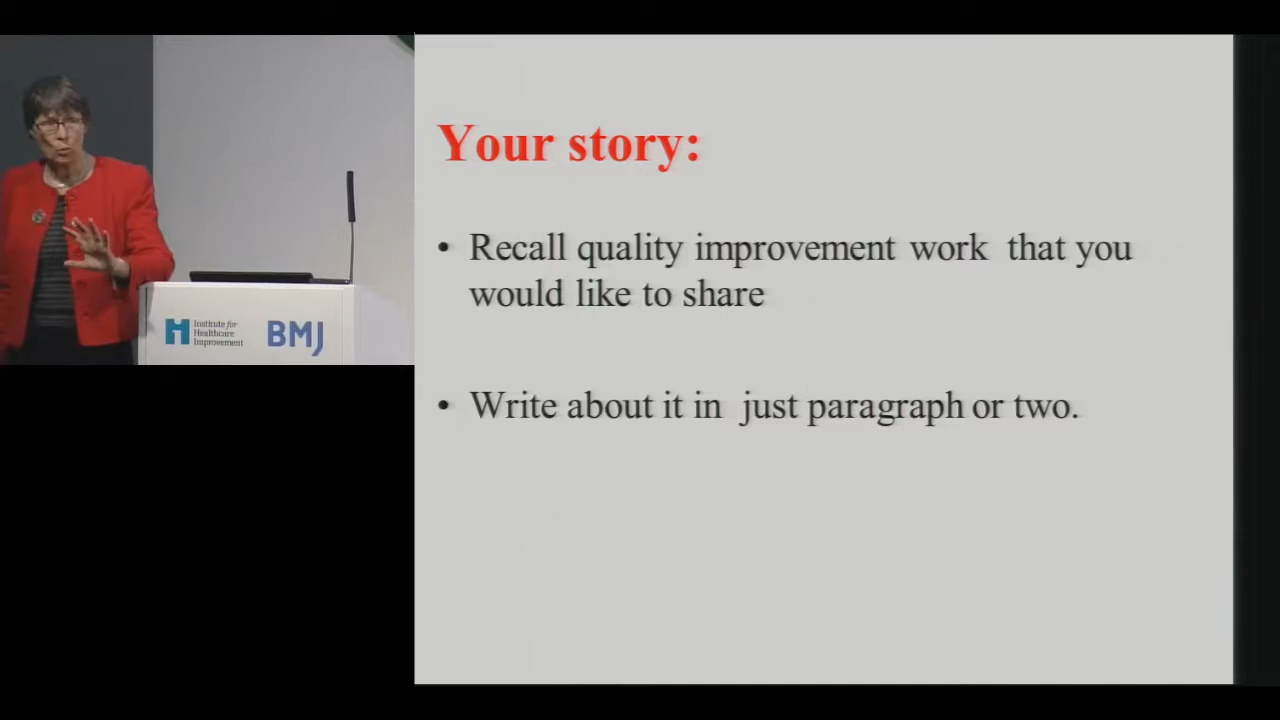 Institute for
Healthcare
Improvement
BMJ
Your story:
• Recall quality improvement work that you
would like to share
• Write about it in just paragraph or two.